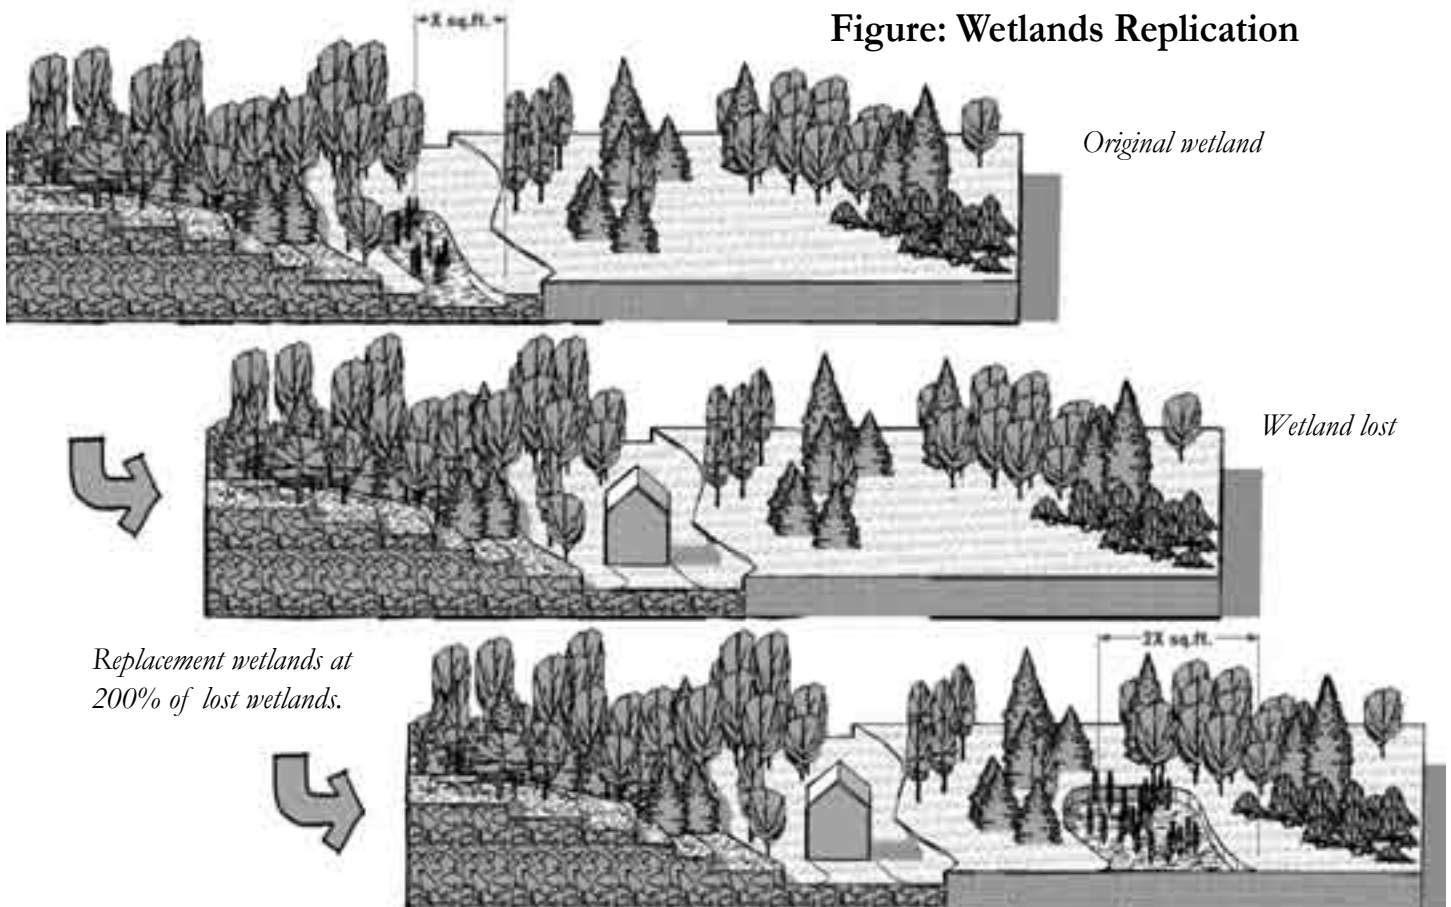 X sq.ft.
Figure: Wetlands Replication
Original wetland
Wetland lost
Replacement wetlands at
200% of lost wetlands.
2X sq.ft.